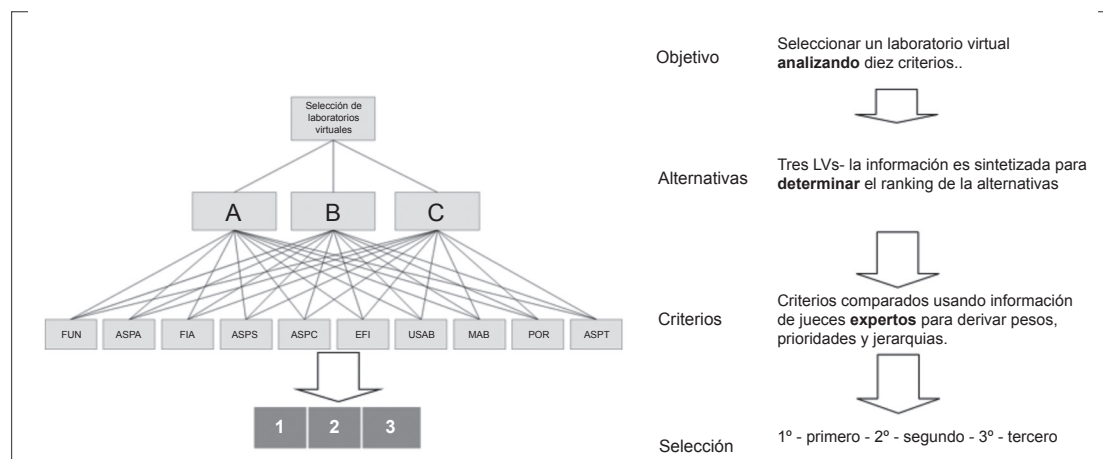 Selección de
laboratorios
virtuales
A B C
FUN ASPA FIA ASPS ASPC EFI USAB MAB POR ASPT
1 2 3
Objetivo
Seleccionar un laboratorio virtual
analizando diez criterios..
Alternativas
Tres LVs- la información es sintetizada para
determinar el ranking de la alternativas
Criterios
Criterios comparados usando información
de jueces expertos para derivar pesos,
prioridades y jerarquias.
Selección
1º - primero - 2º - segundo - 3º - tercero